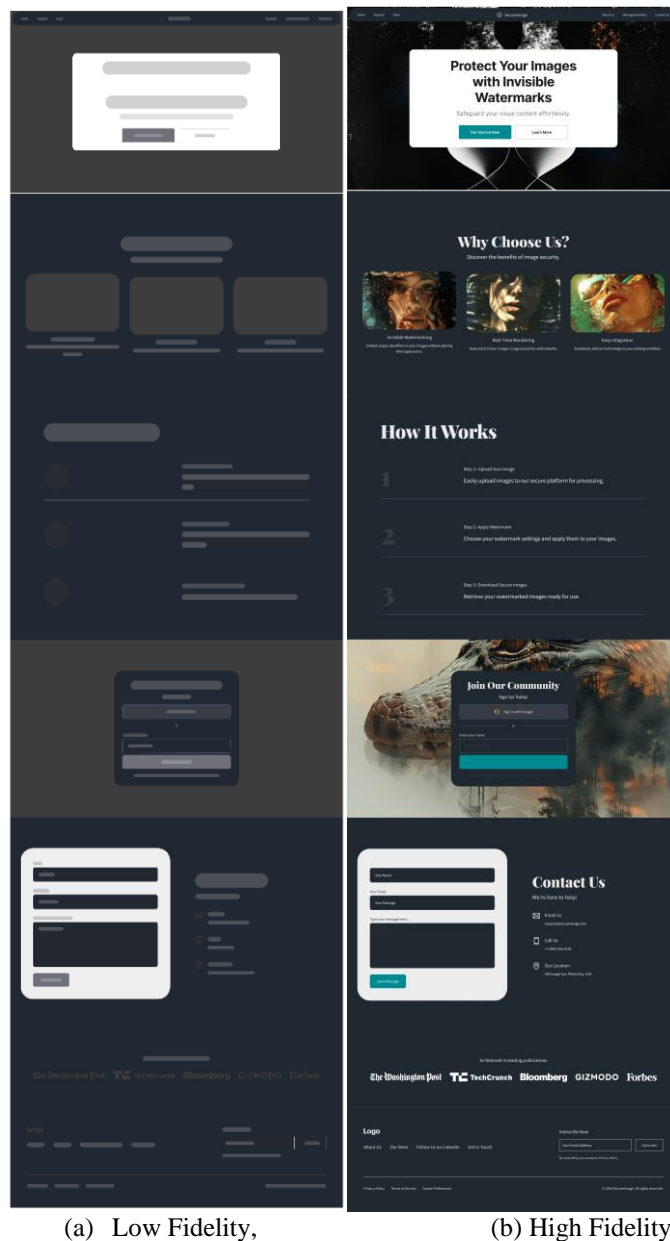 The Washington Post TechCrunch Bloomberg GIZMODO Forbes
Logo
(a) Low Fidelity,
Protect Your Images
with Invisible
Watermarks
Safeguard your visual content effortlessly.
Get Started Now Learn More
Why Choose Us?
Discover the benefits of image security.
Invisible Watermarking
Real-Time Monitoring
Easy Integration
How It Works
1
Step 1: Upload Your Image
Easily upload images to our secure platform for processing.
2
Step 2: Apply Watermark
Choose your watermark settings and apply them to your images.
3
Retrieve your watermarked images ready for use.
Join Our Community
Sign Up Today!
Sign in with Google
Enter your name
Your Name
Your Email
Your Message
Type your message here...
Send Message
Contact Us
We're here to help!
Email Us
Call Us
Our Location
As featured in leading publications
The Washington Post TechCrunch Bloomberg GIZMODO Forbes
Logo
About Us Our Work Follow Us on LinkedIn Get in Touch
Subscribe Now
Your Email Address Subscribe
Privacy Policy Terms of Service Cookie Preferences
(b) High Fidelity